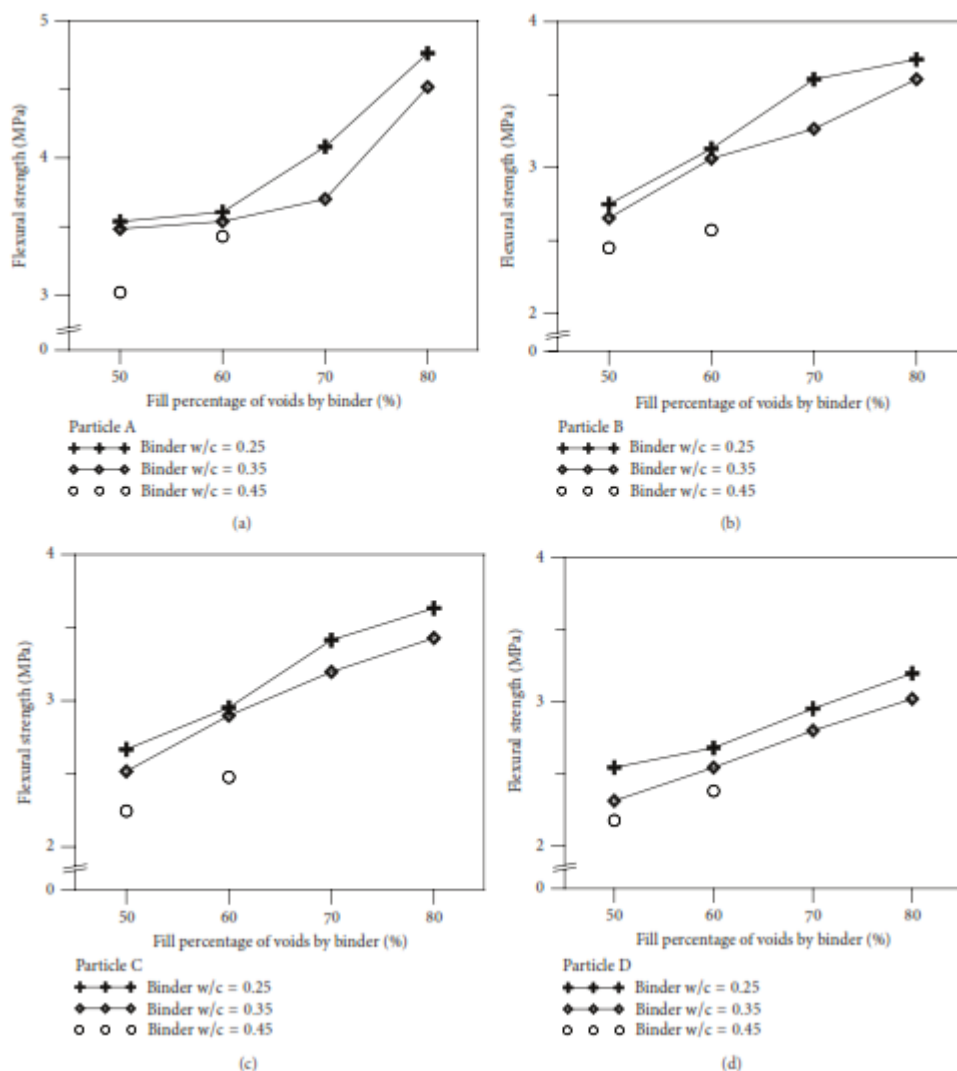 5
4
3
0
Flexural strength (MPa)
50 60 70 80
Fill percentage of voids by binder (%)
Particle A
Binder w/c = 0.25
Binder w/c = 0.35
Binder w/c = 0.45
(a)
4
3
2
0
Flexural strength (MPa)
50 60 70 80
Fill percentage of voids by binder (%)
Particle B
Binder w/c = 0.25
Binder w/c = 0.35
Binder w/c = 0.45
(b)
4
3
2
0
Flexural strength (MPa)
50 60 70 80
Fill percentage of voids by binder (%)
Particle C
Binder w/c = 0.25
Binder w/c = 0.35
Binder w/c = 0.45
(c)
4
3
2
0
Flexural strength (MPa)
50 60 70 80
Fill percentage of voids by binder (%)
Particle D
Binder w/c = 0.25
Binder w/c = 0.35
Binder w/c = 0.45
(d)